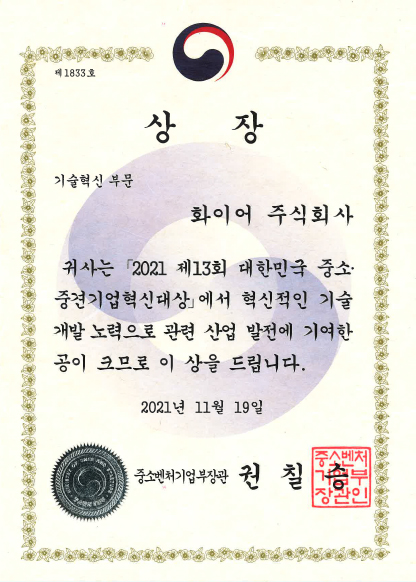 제 1833 호
상 장
기술혁신 부문
화이어 주식회사
귀사는 「2021 제13회 대한민국 중소·
중견기업혁신대상」에서 혁신적인 기술
개발 노력으로 관련 산업 발전에 기여한
공이 크므로 이 상을 드립니다.
2021년 11월 19일
중소벤처기업부장관 권 칠 승
중소벤처
기업부
장관인